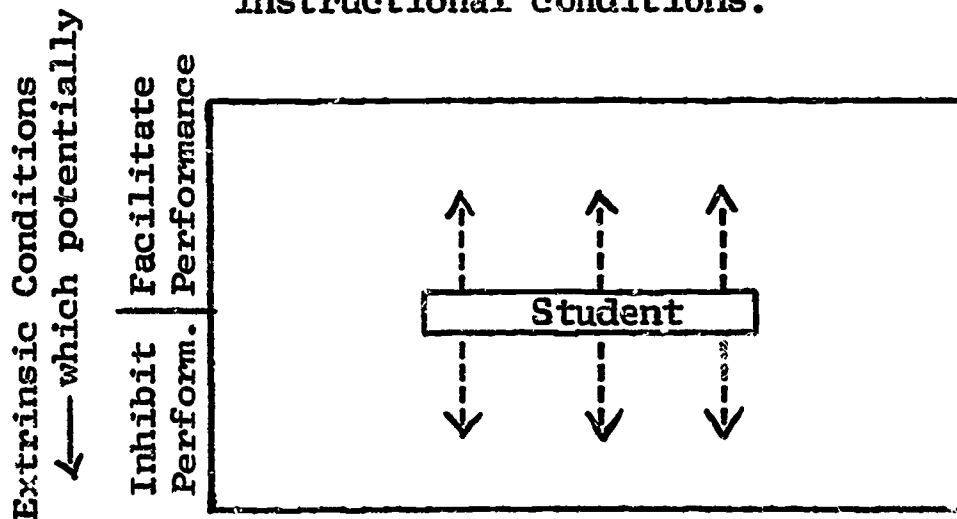 instructional conditions.
Extrinsic Conditions
which potentially
Facilitate
Performance
Inhibit
Perform.
Student